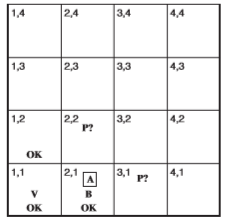 1,4 2,4 3,4 4,4
1,3 2,3 3,3 4,3
1,2 2,2 3,2 4,2
P?
OK
1,1 2,1 A 3,1 P? 4,1
V B
OK OK